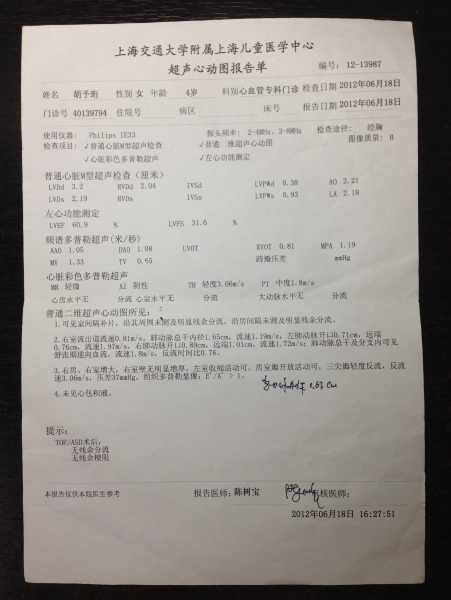 上海交通大学附属上海儿童医学中心
超声心动图报告单
编号: 12-13987
姓名 胡予珩 性别 女 年龄 4岁 科别 心血管专科门诊 检查日期 2012年06月18日
门诊号 40139794 住院号 病区 床号 报告日期 2012年06月18日
使用仪器: Philips IE33 探头频率: 2~6MHz、3~8MHz 检查途径: 经胸
检查项目: √普通心脏M型超声检查 √普通 二维超声心动图 图像质量: B
√心脏彩色多普勒超声 √左心功能测定
普通心脏M型超声检查 (厘米)
LVDd 3.2 RVDd 2.04 IVSd LVPWd 0.38 AO 2.21
LVDs 2.19 RVDs IVSs LVPWs 0.93 LA 2.18
左心功能测定
LVEF 60.9 % LVFS 31.6 %
频谱多普勒超声(米/秒)
AAO 1.05 DAO 1.08 LVOT RVOT 0.81 MPA 1.19
MV 1.33 TV 0.65 跨瓣压差 mmHg
心脏彩色多普勒超声
MR 轻微 AI 阴性 TR 轻度3.06m/s PI 中度1.8m/s
心房水平无 分流 心室水平无 分流 大动脉水平无 分流
普通二维超声心动图所见:
1.可见室间隔补片, 沿其周围未测及明显残余分流。沿房间隔未测及明显残余分流。
2.右室流出道流速0.81m/s, 肺动脉总干内径1.65cm, 流速1.19m/s, 左肺动脉开口0.71cm, 远端
0.76cm, 流速1.97m/s, 右肺动脉开口0.89cm, 远端1.01cm, 流速1.72m/s; 肺动脉总干及分支内可见
舒张期逆向血流, 流速1.8m/s, 反流时间比0.76。
3.右房、右室增大, 右室壁无明显增厚, 左室收缩活动可。房室瓣开放活动可, 三尖瓣轻度反流, 反流
速3.06m/s, 压差37mmHg。组织多普勒显像: E'/A' > 1。
1.63 cm
4.未见心包积液。
提示:
TOF/ASD术后:
无残余分流
无残余梗阻
本报告仅供本院医生参考 报告医师: 陈树宝 审核医师:
2012年06月18日 16:27:51